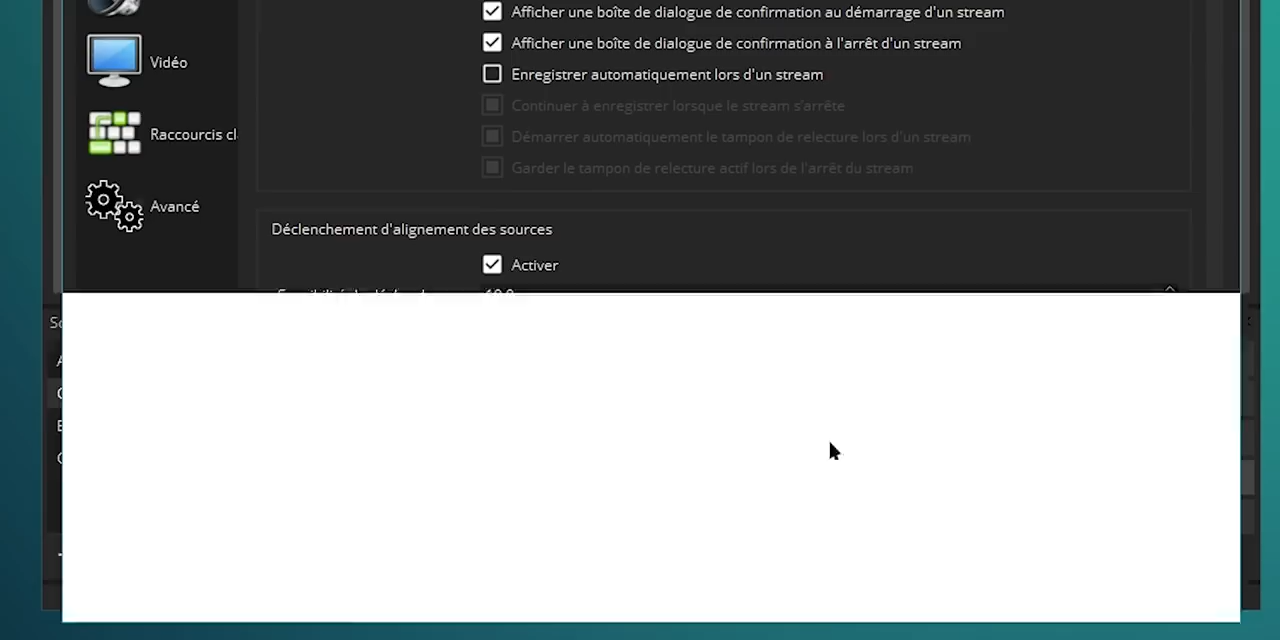 Afficher une boîte de dialogue de confirmation au démarrage d'un stream
Afficher une boîte de dialogue de confirmation à l'arrêt d'un stream
Vidéo
Enregistrer automatiquement lors d'un stream
Continuer à enregistrer lorsque le stream s'arrête
Raccourcis cl
Démarrer automatiquement le tampon de relecture lors d'un stream
Garder le tampon de relecture actif lors de l'arrêt du stream
Avancé
Déclenchement d'alignement des sources
Activer